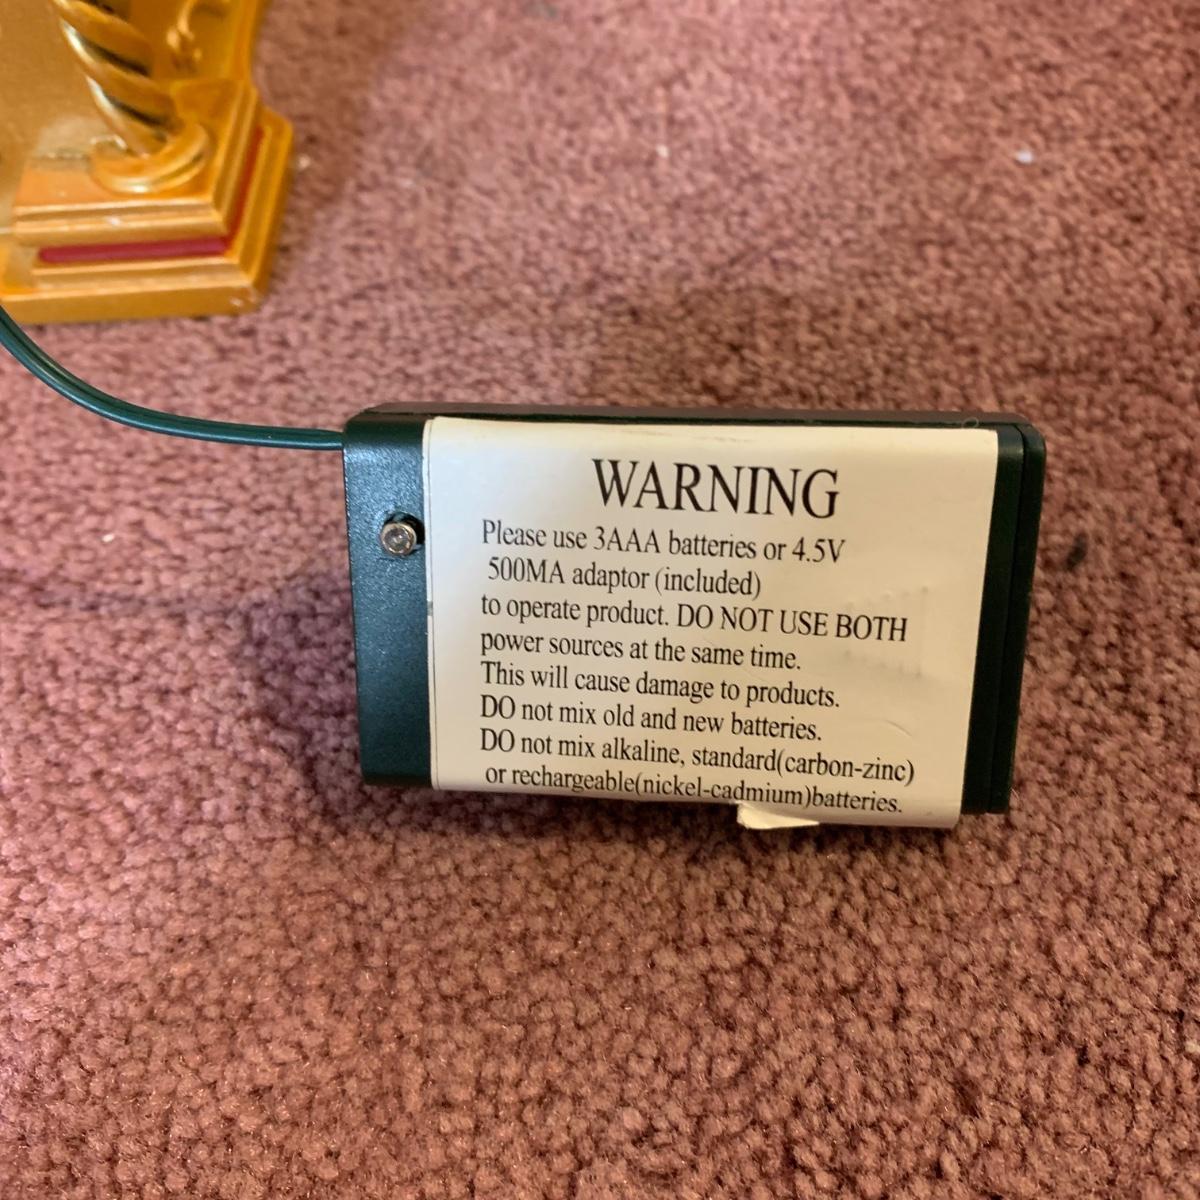 WARNING
Please use 3AAA batteries or 4.5V
500MA adaptor (included)
to operate product. DO NOT USE BOTH
power sources at the same time.
This will cause damage to products.
DO not mix old and new batteries.
DO not mix alkaline, standard(carbon-zinc)
or rechargeable(nickel-cadmium)batteries.